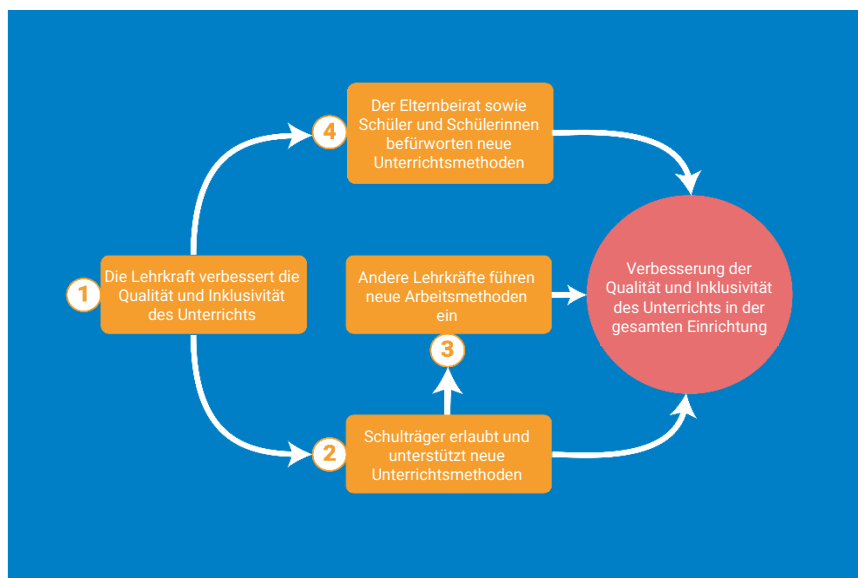 4
Der Elternbeirat sowie
Schüler und Schülerinnen
befürworten neue
Unterrichtsmethoden
1
Die Lehrkraft verbessert die
Qualität und Inklusivität
des Unterrichts
Andere Lehrkräfte führen
neue Arbeitsmethoden
ein
3
Verbesserung der
Qualität und Inklusivität
des Unterrichts in der
gesamten Einrichtung
2
Schulträger erlaubt und
unterstützt neue
Unterrichtsmethoden